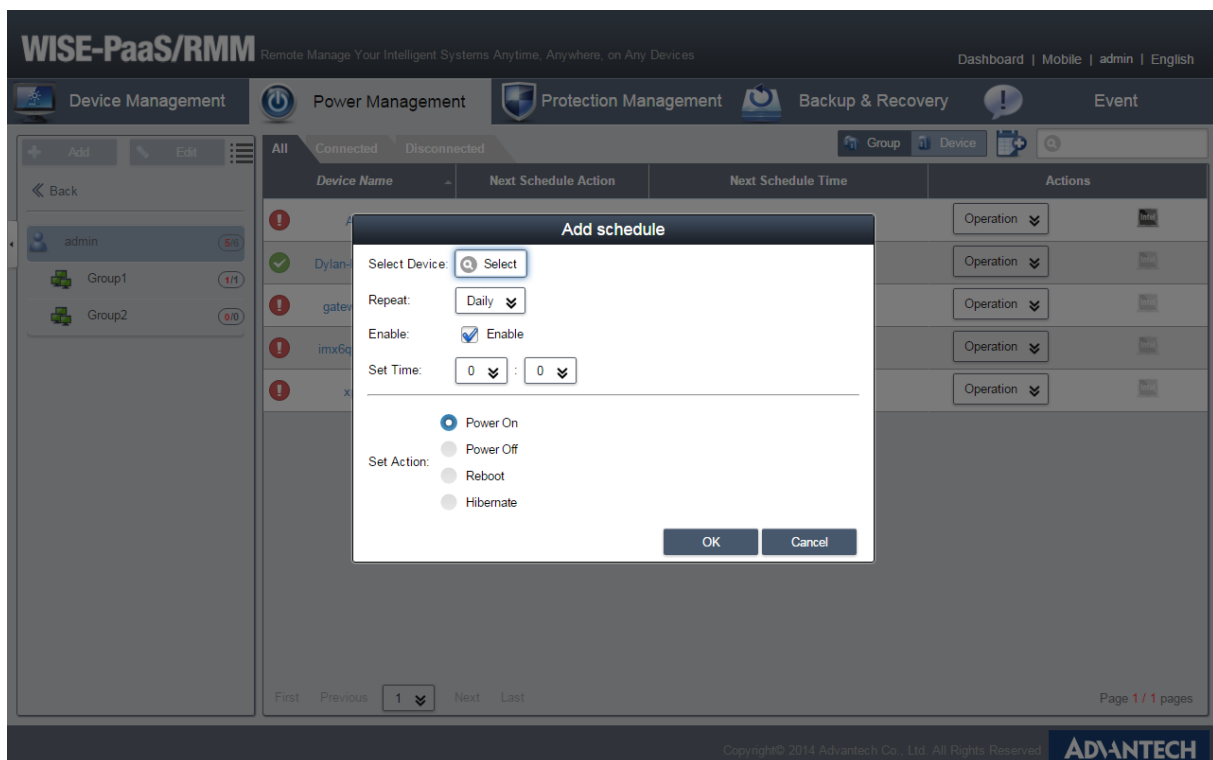 WISE-PaaS/RMM Remote Manage Your Intelligent Systems Anytime, Anywhere, on Any Devices
Dashboard | Mobile | admin | English
Device Management Power Management Protection Management Backup & Recovery Event
Add Edit
All Connected Disconnected Group Device
Back
Device Name Next Schedule Action Next Schedule Time Actions
admin 5/6
Group1 1/1
Group2 0/0
Operation
Dylan- Operation
Operation
imx6q Operation
Operation
Add schedule
Select Device: Select
Repeat: Daily
Enable: Enable
Set Time: 0 : 0
Set Action:
Power On
Power Off
Reboot
Hibernate
OK Cancel
First Previous 1 Next Last Page 1 / 1 pages
Copyright© 2014 Advantech Co., Ltd. All Rights Reserved
ADVANTECH